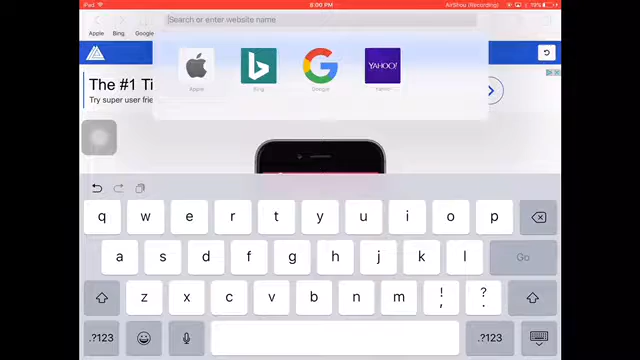 iPad
8:00 PM
AirShou (Recording)
Search or enter website name
Apple Bing Google
YAHOO!
Apple Bing Google
The #1 Ti
Try super user frie
q w e r t y u i o p
a s d f g h j k l Go
z x c v b n m ! , ? .
.?123 .?123